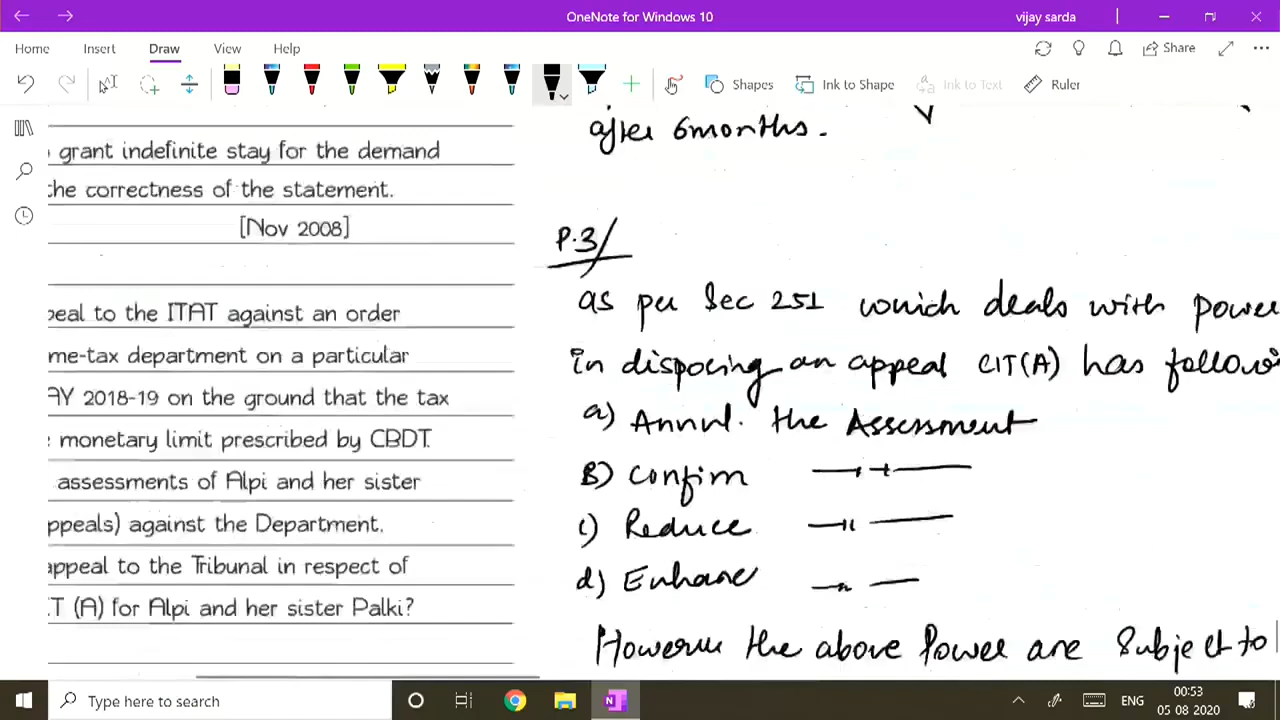 OneNote for Windows 10
vijay sarda
Home Insert Draw View Help
Share
Shapes
Ink to Shape
Ink to Text
Ruler
grant indefinite stay for the demand
the correctness of the statement.
[Nov 2008]
peal to the ITAT against an order
me-tax department on a particular
AY 2018-19 on the ground that the tax
monetary limit prescribed by CBDT.
assessments of Alpi and her sister
ppeals) against the Department.
appeal to the Tribunal in respect of
IT (A) for Alpi and her sister Palki?
after 6months.
P.3/
as per Sec 251 which deals with power
in disposing an appeal CIT(A) has follow
a) Annul. the Assessment
B) Confirm
c) Reduce
d) Enhance
However the above Power are Subject to
Type here to search
ENG
00:53
05-08-2020